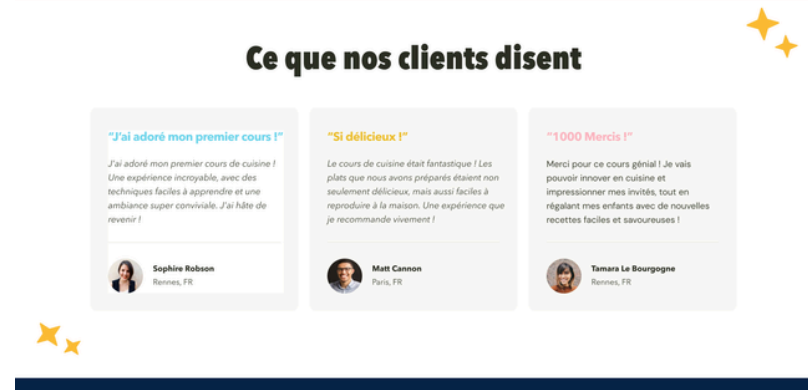 Ce que nos clients disent
"J'ai adoré mon premier cours !"
J'ai adoré mon premier cours de cuisine !
Une expérience incroyable, avec des
techniques faciles à apprendre et une
ambiance super conviviale. J'ai hâte de
revenir !
Sophire Robson
Rennes, FR
"Si délicieux !"
Le cours de cuisine était fantastique ! Les
plats que nous avons préparés étaient non
seulement délicieux, mais aussi faciles à
reproduire à la maison. Une expérience que
je recommande vivement !
Matt Cannon
Paris, FR
"1000 Mercis !"
Merci pour ce cours génial ! Je vais
pouvoir innover en cuisine et
impressionner mes invités, tout en
régalant mes enfants avec de nouvelles
recettes faciles et savoureuses !
Tamara Le Bourgogne
Rennes, FR